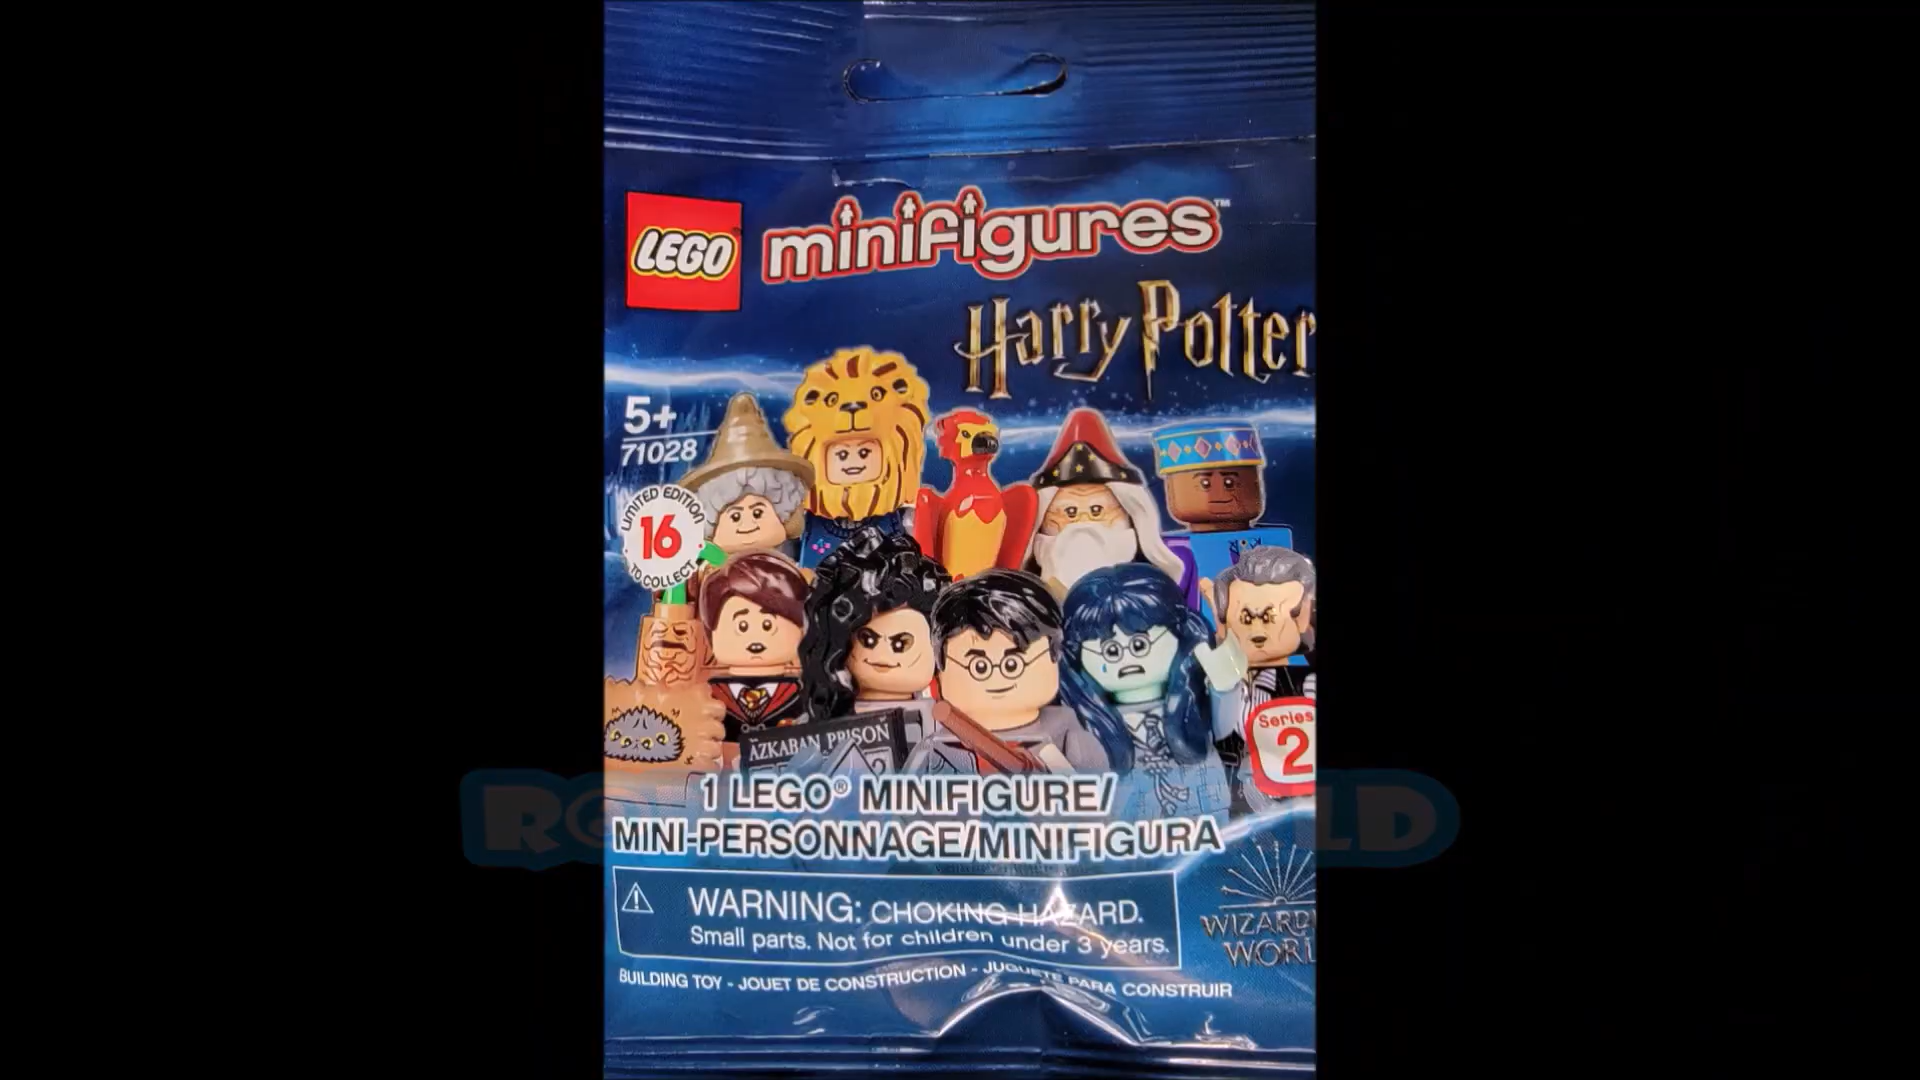 LEGO
minifigures™
Harry Potter
5+
71028
LIMITED EDITION
16
TO COLLECT
AZKABAN PRISON
Series
2
1 LEGO® MINIFIGURE/
MINI-PERSONNAGE/MINIFIGURA
WARNING: CHOKING HAZARD.
Small parts. Not for children under 3 years.
BUILDING TOY - JOUET DE CONSTRUCTION - JUGUETE PARA CONSTRUIR